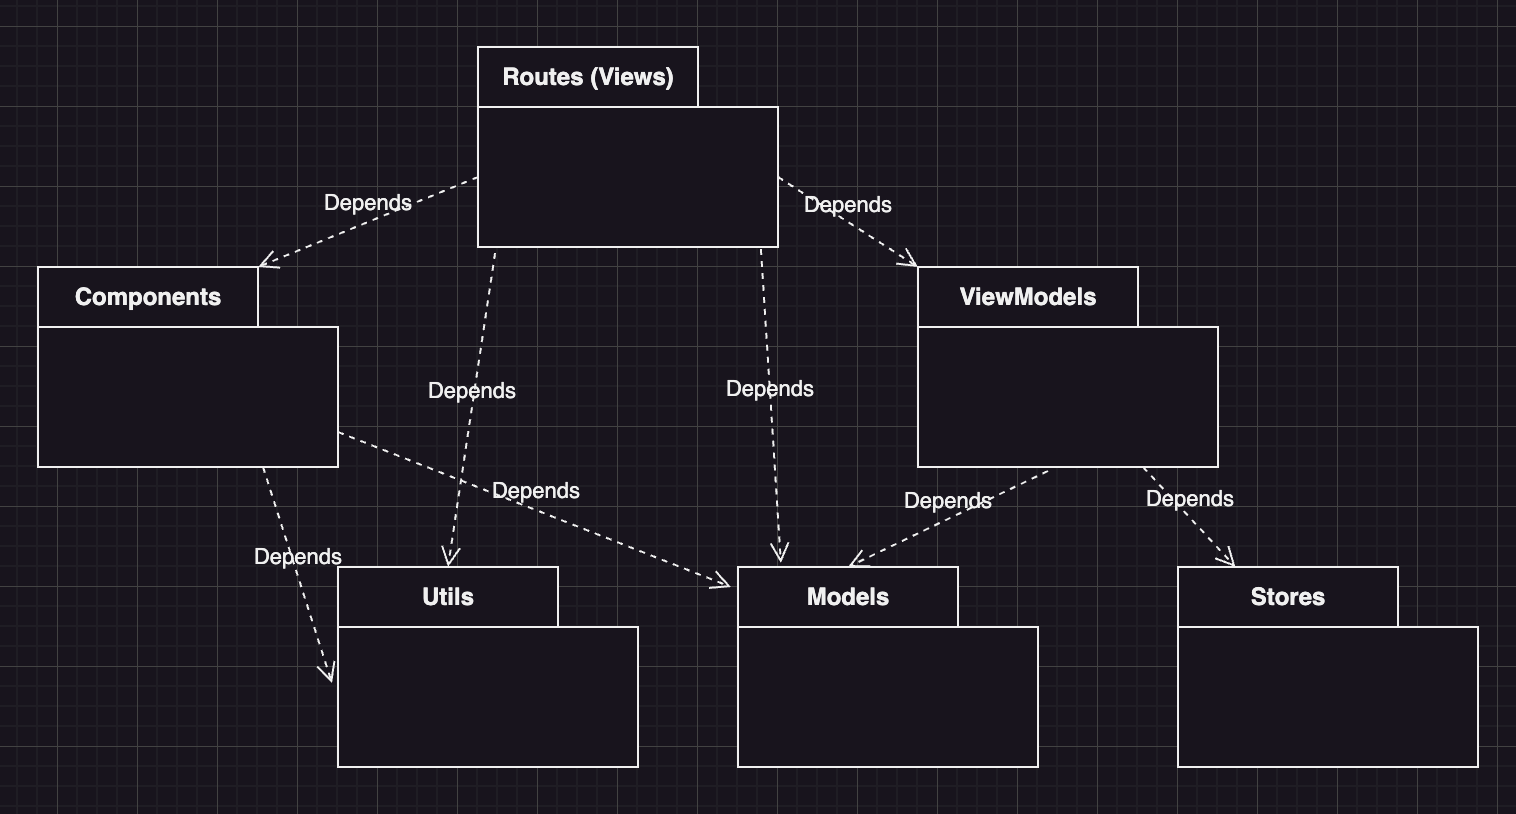 Routes (Views)
Depends
Depends
Components
ViewModels
Depends
Depends
Depends
Depends
Depends
Depends
Utils
Models
Stores